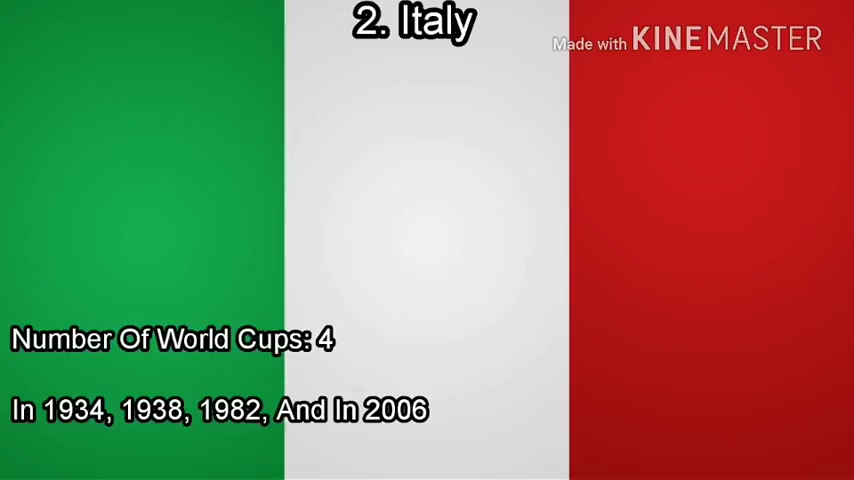 2. Italy
Made with KINEMASTER
Number Of World Cups: 4
In 1934, 1938, 1982, And In 2006